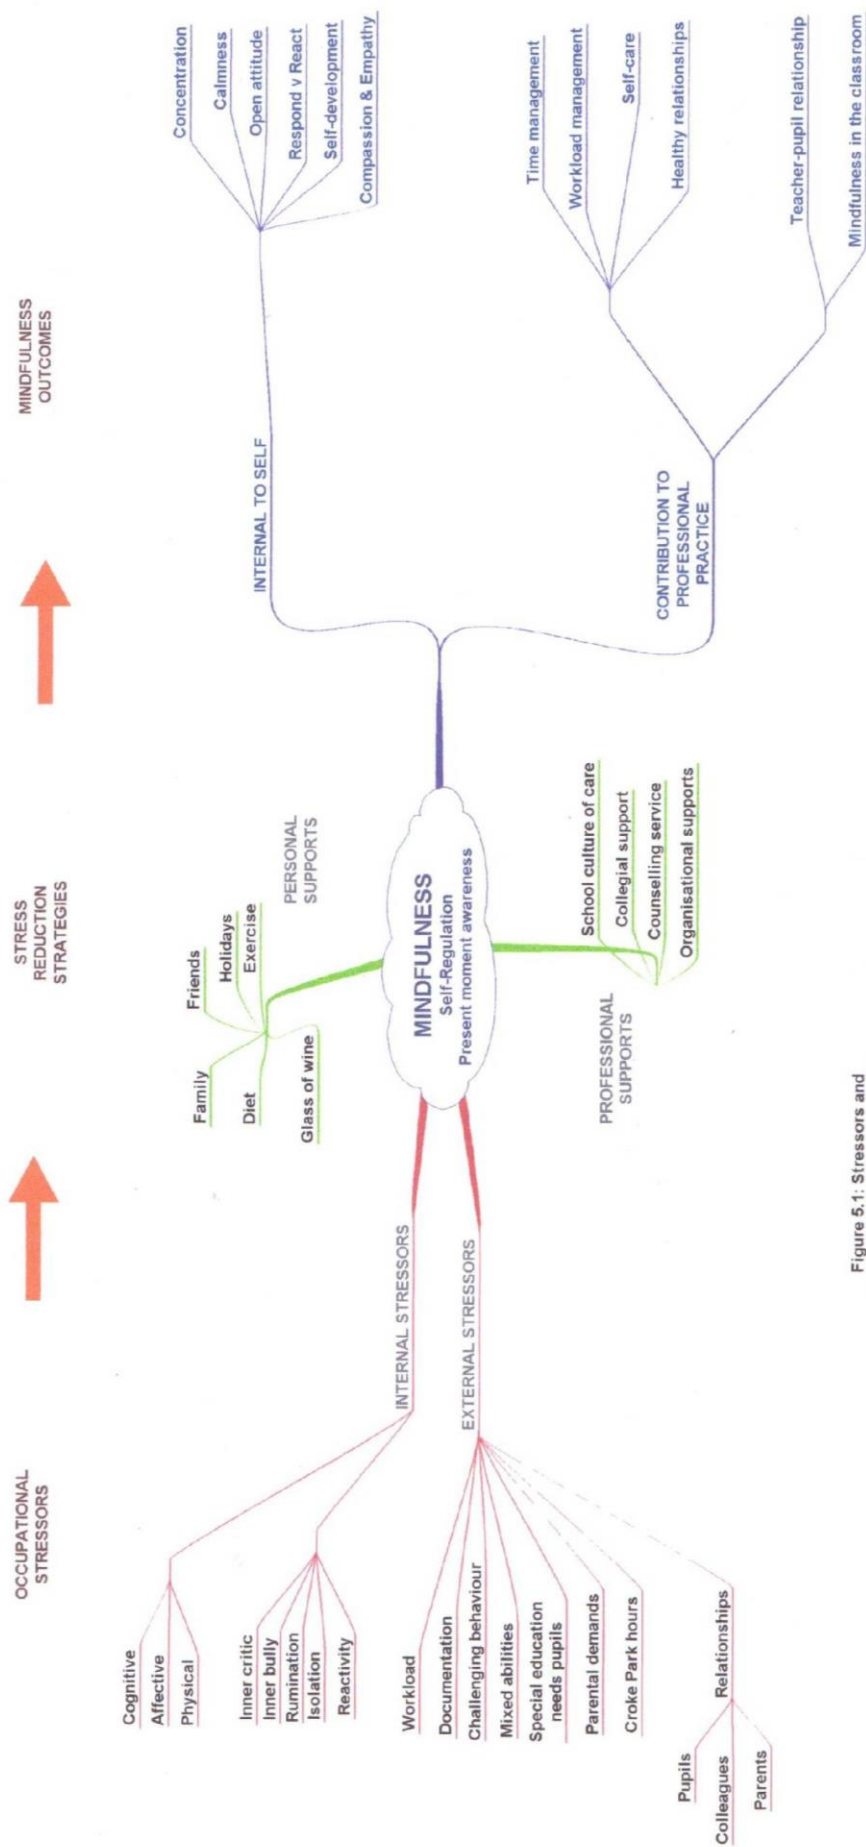 OCCUPATIONAL
STRESSORS
STRESS
REDUCTION
STRATEGIES
MINDFULNESS
OUTCOMES
Cognitive
Affective
Physical
Inner critic
Inner bully
Rumination
Isolation
Reactivity
INTERNAL STRESSORS
Workload
Documentation
Challenging behaviour
Mixed abilities
Special education
needs pupils
Parental demands
Croke Park hours
Relationships
Pupils
Colleagues
Parents
EXTERNAL STRESSORS
Family
Friends
Holidays
Exercise
Diet
Glass of wine
PERSONAL
SUPPORTS
MINDFULNESS
Self-Regulation
Present moment awareness
PROFESSIONAL
SUPPORTS
School culture of care
Collegial support
Counselling service
Organisational supports
INTERNAL TO SELF
Concentration
Calmness
Open attitude
Respond v React
Self-development
Compassion & Empathy
CONTRIBUTION TO
PROFESSIONAL
PRACTICE
Time management
Workload management
Self-care
Healthy relationships
Teacher-pupil relationship
Mindfulness in the classroom
Figure 5.1: Stressors and